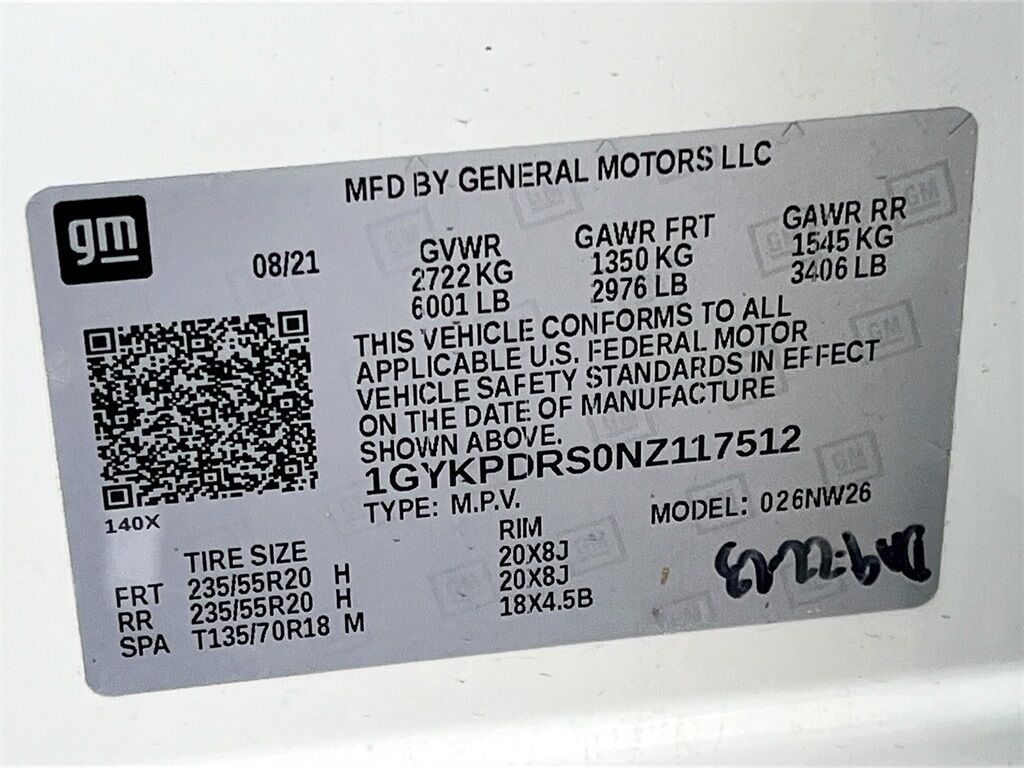 MFD BY GENERAL MOTORS LLC
gm
08/21
GVWR
2722 KG
6001 LB
GAWR FRT
1350 KG
2976 LB
GAWR RR
1545 KG
3406 LB
THIS VEHICLE CONFORMS TO ALL
APPLICABLE U.S. FEDERAL MOTOR
VEHICLE SAFETY STANDARDS IN EFFECT
ON THE DATE OF MANUFACTURE
SHOWN ABOVE.
1GYKPDRS0NZ117512
TYPE: M.P.V.
MODEL: 026NW26
140X
TIRE SIZE
RIM
FRT 235/55R20 H 20X8J
RR 235/55R20 H 20X8J
SPA T135/70R18 M 18X4.5B